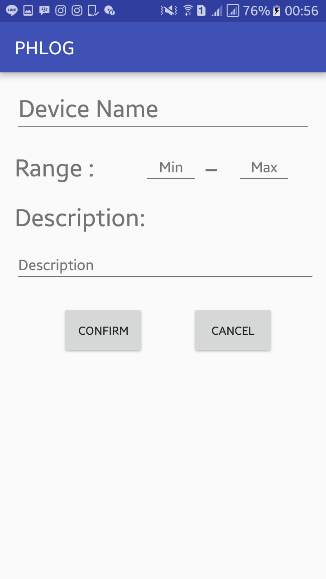 76% 00:56
PHLOG
Device Name
Range : Min – Max
Description:
Description
CONFIRM CANCEL